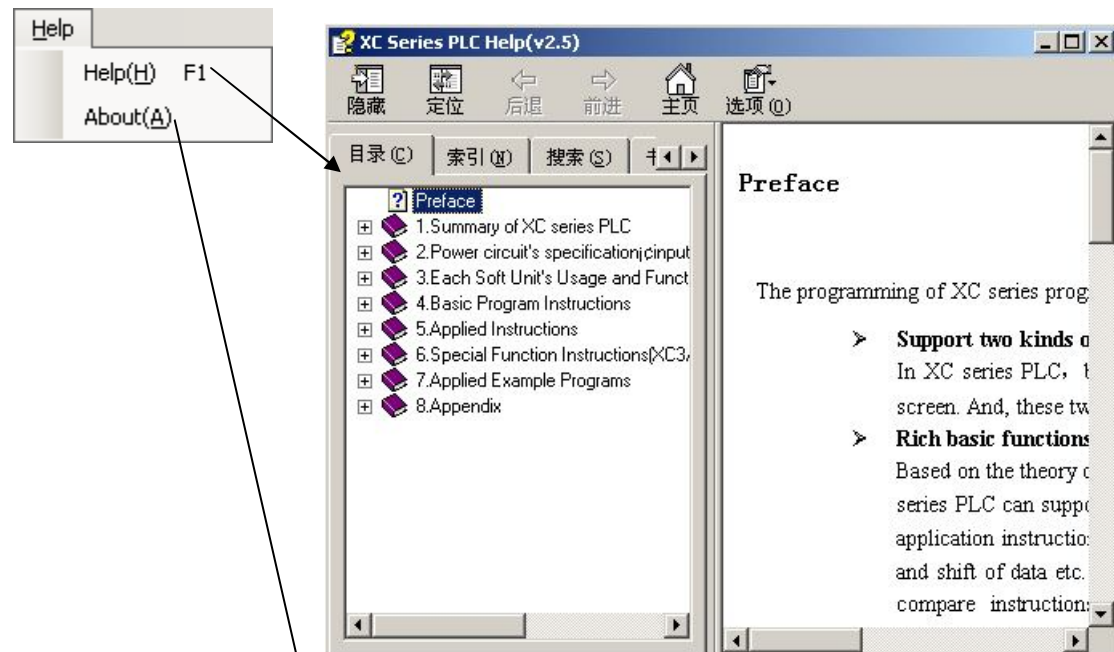 Help
Help(H) F1
About(A)
XC Series PLC Help(v2.5)
隐藏 定位 后退 前进 主页 选项(O)
目录(C) 索引(N) 搜索(S)
Preface
1.Summary of XC series PLC
2.Power circuit's specification¡¢input
3.Each Soft Unit's Usage and Funct
4.Basic Program Instructions
5.Applied Instructions
6.Special Function Instructions(XC3/
7.Applied Example Programs
8.Appendix
Preface
The programming of XC series prog
➢ Support two kinds o
In XC series PLC, t
screen. And, these tw
➢ Rich basic functions
Based on the theory o
series PLC can suppo
application instructio
and shift of data etc.
compare instructions